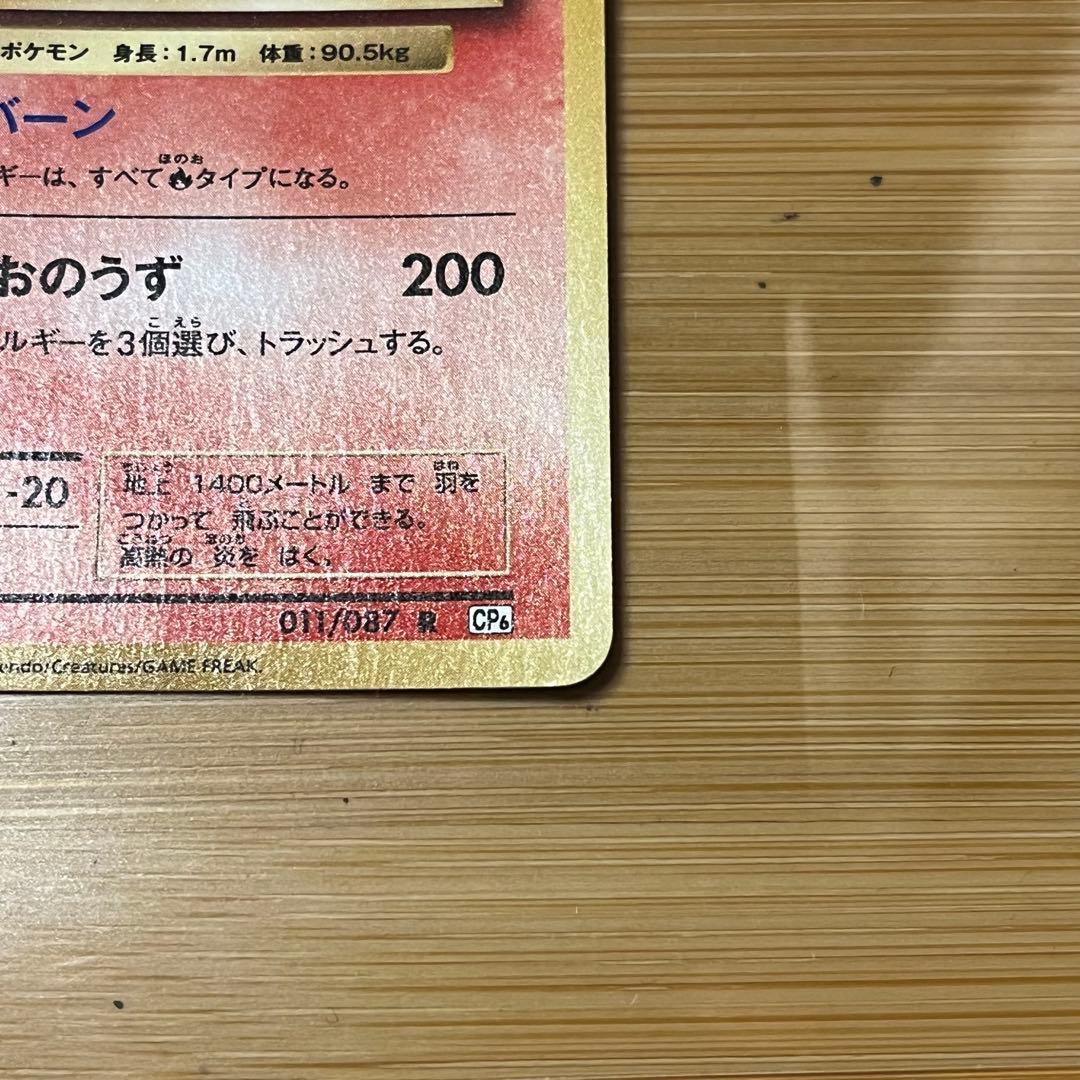 ポケモン 身長：1.7m 体重：90.5kg
バーン
ギーは、すべてタイプになる。
おのうず 200
ルギーを3個選び、トラッシュする。
-20
地上 1400メートル まで 羽を
つかって 飛ぶことができる。
高熱の 炎を はく。
011/087 R CP6
endo/Creatures/GAME FREAK.